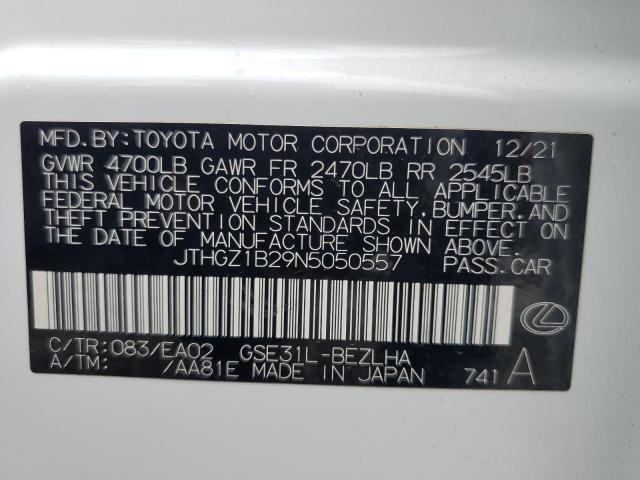 MFD. BY: TOYOTA MOTOR CORPORATION 12/21
GVWR 4700LB GAWR FR 2470LB RR 2545LB
THIS VEHICLE CONFORMS TO ALL APPLICABLE
FEDERAL MOTOR VEHICLE SAFETY, BUMPER, AND
THEFT PREVENTION STANDARDS IN EFFECT ON
THE DATE OF MANUFACTURE SHOWN ABOVE.
JTHGZ1B29N5050557 PASS. CAR
C/TR: 083/EA02 GSE31L-BEZLHA
A/TM: /AA81E MADE IN JAPAN 741 A